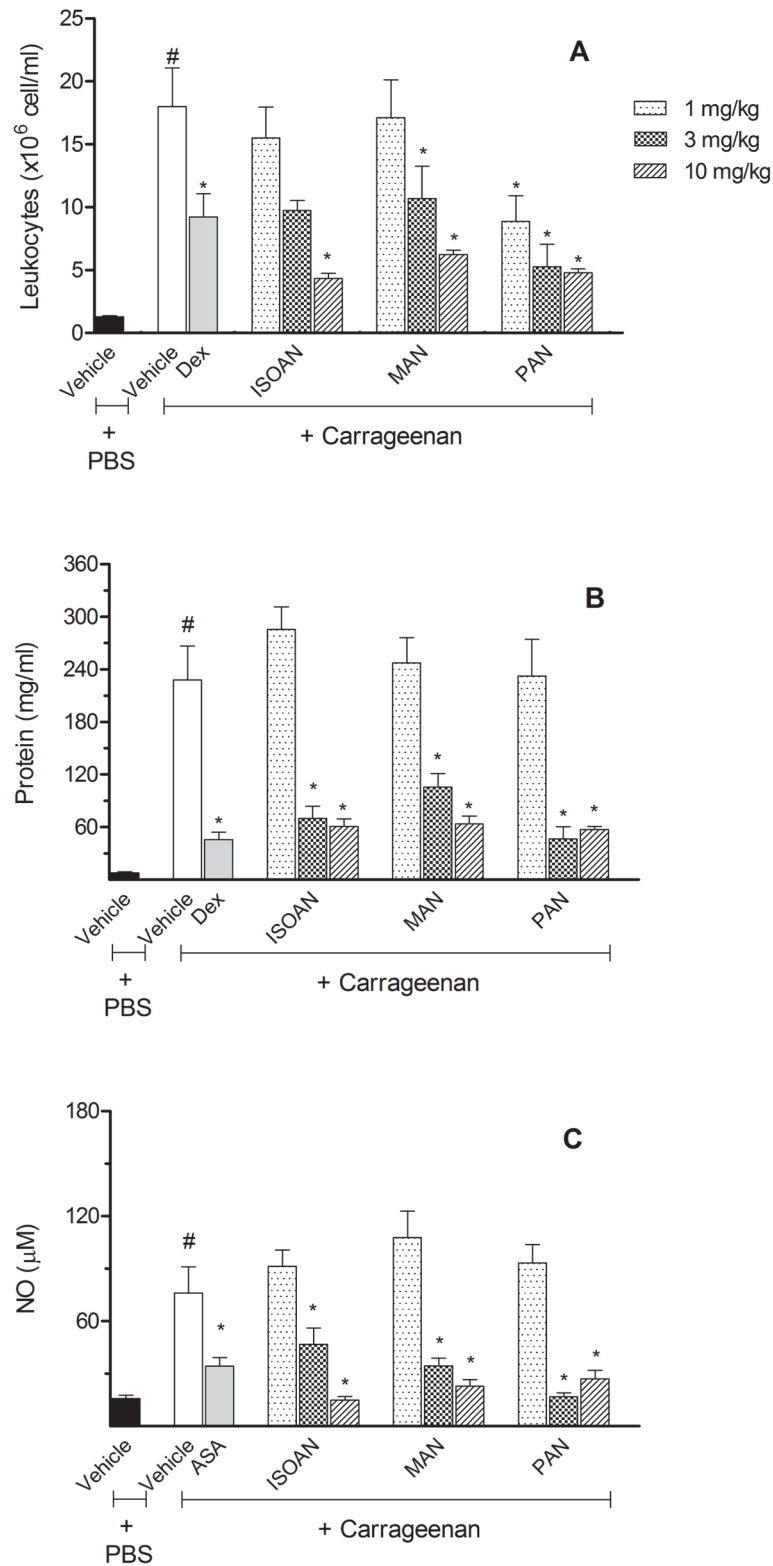 A
25
20
15
10
5
0
Leukocytes (x10⁶ cell/ml)
#
*
*
*
*
*
*
*
1 mg/kg
3 mg/kg
10 mg/kg
Vehicle
Vehicle
Dex
ISOAN
MAN
PAN
+
PBS
+ Carrageenan
B
360
300
240
180
120
60
Protein (mg/ml)
#
*
*
*
*
*
*
*
Vehicle
Vehicle
Dex
ISOAN
MAN
PAN
+
PBS
+ Carrageenan
C
180
120
60
NO (μM)
#
*
*
*
*
*
*
*
Vehicle
Vehicle
ASA
ISOAN
MAN
PAN
+
PBS
+ Carrageenan